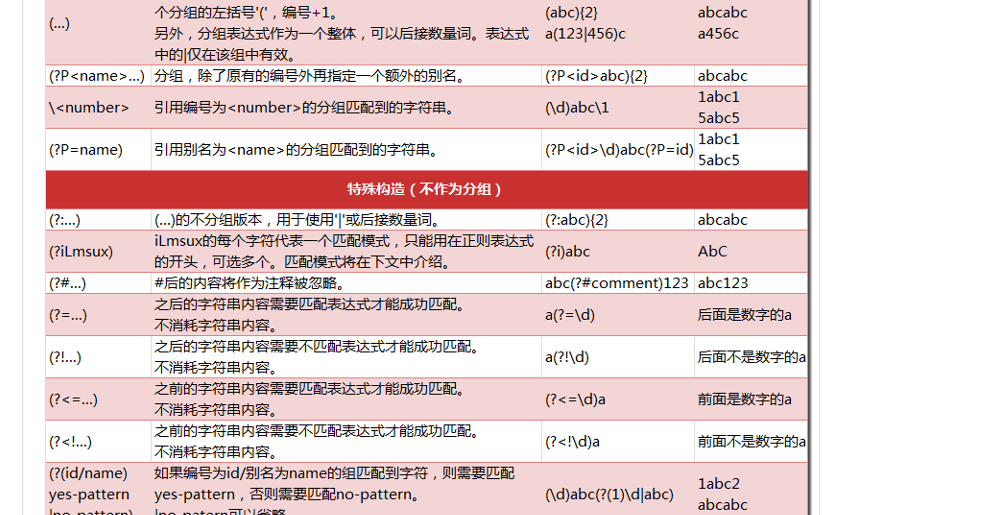 个分组的左括号'('，编号+1。
(...)
另外，分组表达式作为一个整体，可以后接数量词。表达式
中的|仅在该组中有效。
(abc){2}
a(123|456)c
abcabc
a456c
(?P<name>...)
分组，除了原有的编号外再指定一个额外的别名。
(?P<id>abc){2}
abcabc
\<number>
引用编号为<number>的分组匹配到的字符串。
(\d)abc\1
1abc1
5abc5
(?P=name)
引用别名为<name>的分组匹配到的字符串。
(?P<id>\d)abc(?P=id)
1abc1
5abc5
特殊构造（不作为分组）
(?:...)
(...)的不分组版本，用于使用'|'或后接数量词。
(?:abc){2}
abcabc
(?iLmsux)
iLmsux的每个字符代表一个匹配模式，只能用在正则表达式
的开头，可选多个。匹配模式将在下文中介绍。
(?i)abc
AbC
(?#...)
#后的内容将作为注释被忽略。
abc(?#comment)123
abc123
(?=...)
之后的字符串内容需要匹配表达式才能成功匹配。
不消耗字符串内容。
a(?=\d)
后面是数字的a
(?!...)
之后的字符串内容需要不匹配表达式才能成功匹配。
不消耗字符串内容。
a(?!\d)
后面不是数字的a
(?<=...)
之前的字符串内容需要匹配表达式才能成功匹配。
不消耗字符串内容。
(?<=\d)a
前面是数字的a
(?<!...)
之前的字符串内容需要不匹配表达式才能成功匹配。
不消耗字符串内容。
(?<!\d)a
前面不是数字的a
(?(id/name)
yes-pattern
|no-pattern)
如果编号为id/别名为name的组匹配到字符，则需要匹配
yes-pattern，否则需要匹配no-pattern。
|no-patern可以省略
(\d)abc(?(1)\d|abc)
1abc2
abcabc